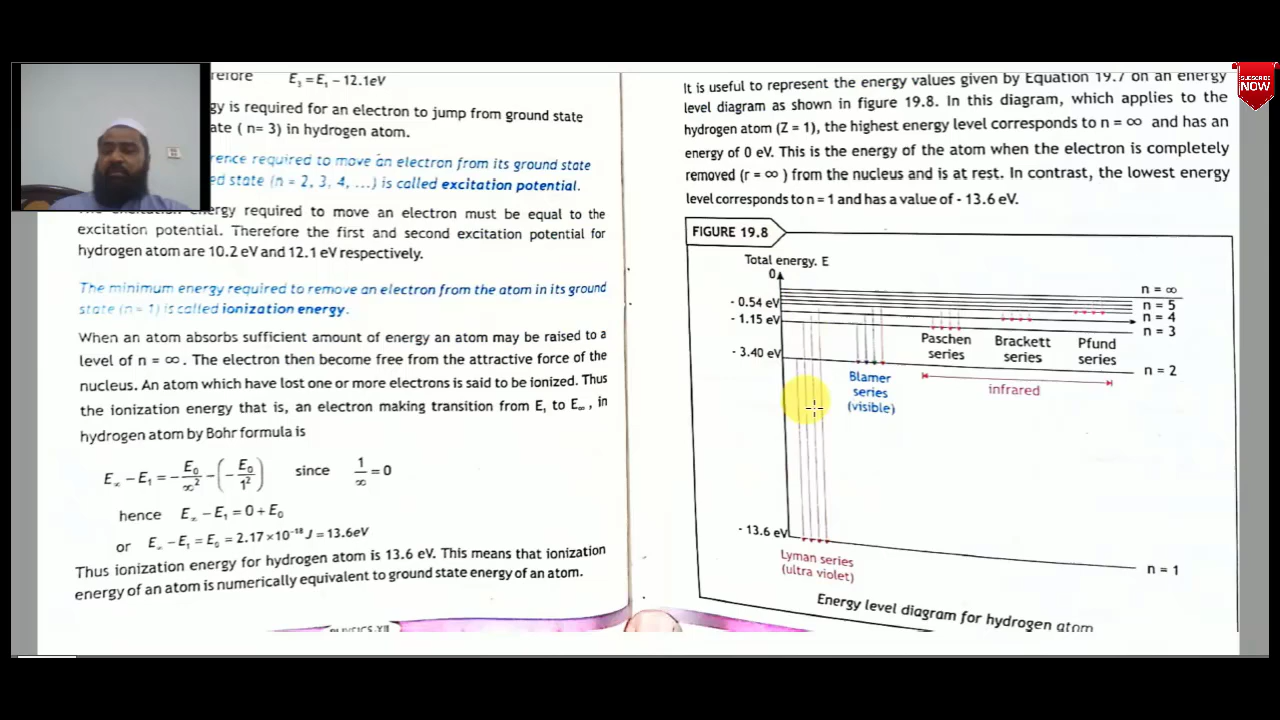 SUBSCRIBE
NOW
E₃ = E₁ – 12.1eV
gy is required for an electron to jump from ground state
ate ( n= 3) in hydrogen atom.
rence required to move an electron from its ground state
ed state (n = 2, 3, 4, ...) is called excitation potential.
energy required to move an electron must be equal to the
excitation potential. Therefore the first and second excitation potential for
hydrogen atom are 10.2 eV and 12.1 eV respectively.
The minimum energy required to remove an electron from the atom in its ground
state (n = 1) is called ionization energy.
When an atom absorbs sufficient amount of energy an atom may be raised to a
level of n = ∞. The electron then become free from the attractive force of the
nucleus. An atom which have lost one or more electrons is said to be ionized. Thus
the ionization energy that is, an electron making transition from E₁ to E∞, in
hydrogen atom by Bohr formula is
E∞ – E₁ = – E₀/∞² – (– E₀/1²) since 1/∞ = 0
hence E∞ – E₁ = 0 + E₀
or E∞ – E₁ = E₀ = 2.17 ×10⁻¹⁸ J = 13.6eV
Thus ionization energy for hydrogen atom is 13.6 eV. This means that ionization
energy of an atom is numerically equivalent to ground state energy of an atom.
It is useful to represent the energy values given by Equation 19.7 on an energy
level diagram as shown in figure 19.8. In this diagram, which applies to the
hydrogen atom (Z = 1), the highest energy level corresponds to n = ∞ and has an
energy of 0 eV. This is the energy of the atom when the electron is completely
removed (r = ∞ ) from the nucleus and is at rest. In contrast, the lowest energy
level corresponds to n = 1 and has a value of - 13.6 eV.
FIGURE 19.8
Total energy. E
0
n = ∞
- 0.54 eV
n = 5
- 1.15 eV
n = 4
n = 3
Paschen
series
Brackett
series
Pfund
series
- 3.40 eV
n = 2
Blamer
series
(visible)
infrared
- 13.6 eV
Lyman series
(ultra violet)
n = 1
Energy level diagram for hydrogen atom